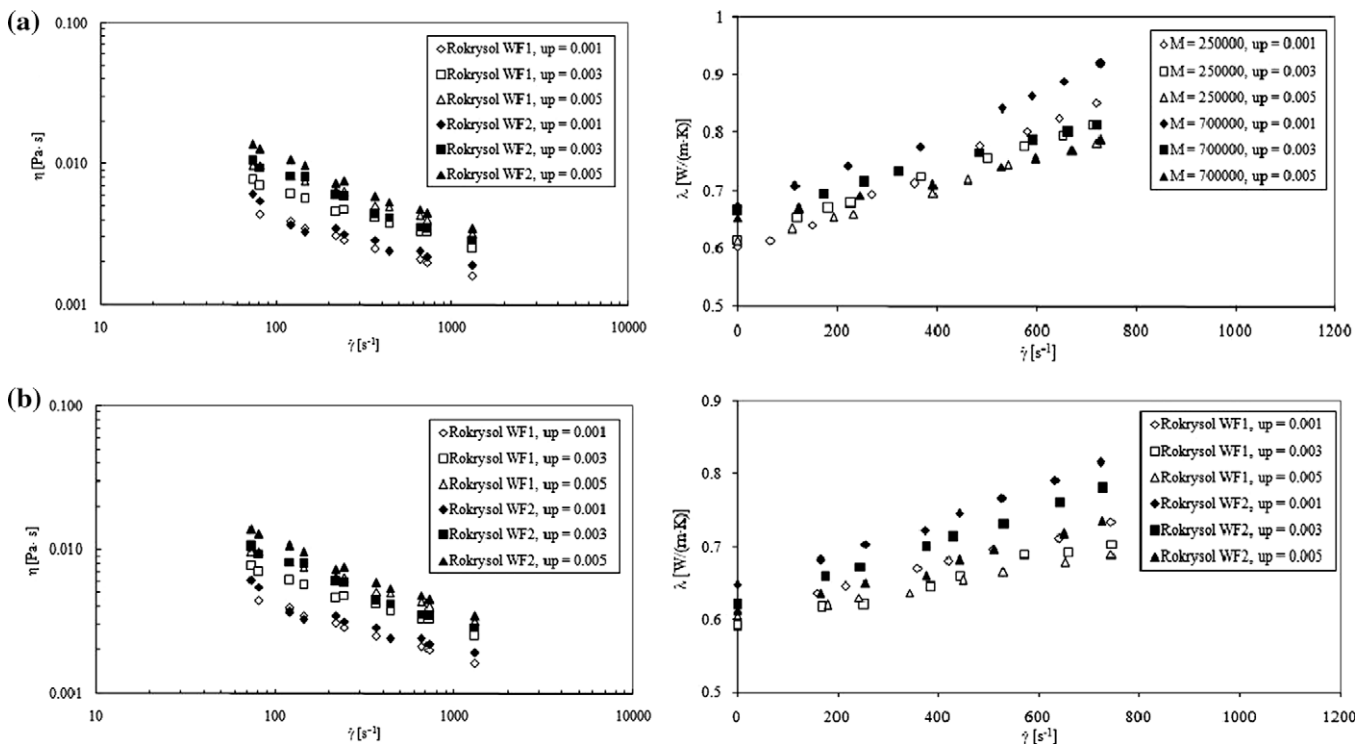 (a)
0.100
0.010
0.001
10
100
1000
10000
η [Pa· s]
γ̇ [s⁻¹]
Rokrysol WF1, up = 0.001
Rokrysol WF1, up = 0.003
Rokrysol WF1, up = 0.005
Rokrysol WF2, up = 0.001
Rokrysol WF2, up = 0.003
Rokrysol WF2, up = 0.005
1
0.9
0.8
0.7
0.6
0.5
0
200
400
600
800
1000
1200
λ [W/(m·K)]
γ̇ [s⁻¹]
M = 250000, up = 0.001
M = 250000, up = 0.003
M = 250000, up = 0.005
M = 700000, up = 0.001
M = 700000, up = 0.003
M = 700000, up = 0.005
(b)
0.100
0.010
0.001
10
100
1000
10000
η [Pa· s]
γ̇ [s⁻¹]
Rokrysol WF1, up = 0.001
Rokrysol WF1, up = 0.003
Rokrysol WF1, up = 0.005
Rokrysol WF2, up = 0.001
Rokrysol WF2, up = 0.003
Rokrysol WF2, up = 0.005
0.9
0.8
0.7
0.6
0.5
0
200
400
600
800
1000
1200
λ [W/(m·K)]
γ̇ [s⁻¹]
Rokrysol WF1, up = 0.001
Rokrysol WF1, up = 0.003
Rokrysol WF1, up = 0.005
Rokrysol WF2, up = 0.001
Rokrysol WF2, up = 0.003
Rokrysol WF2, up = 0.005